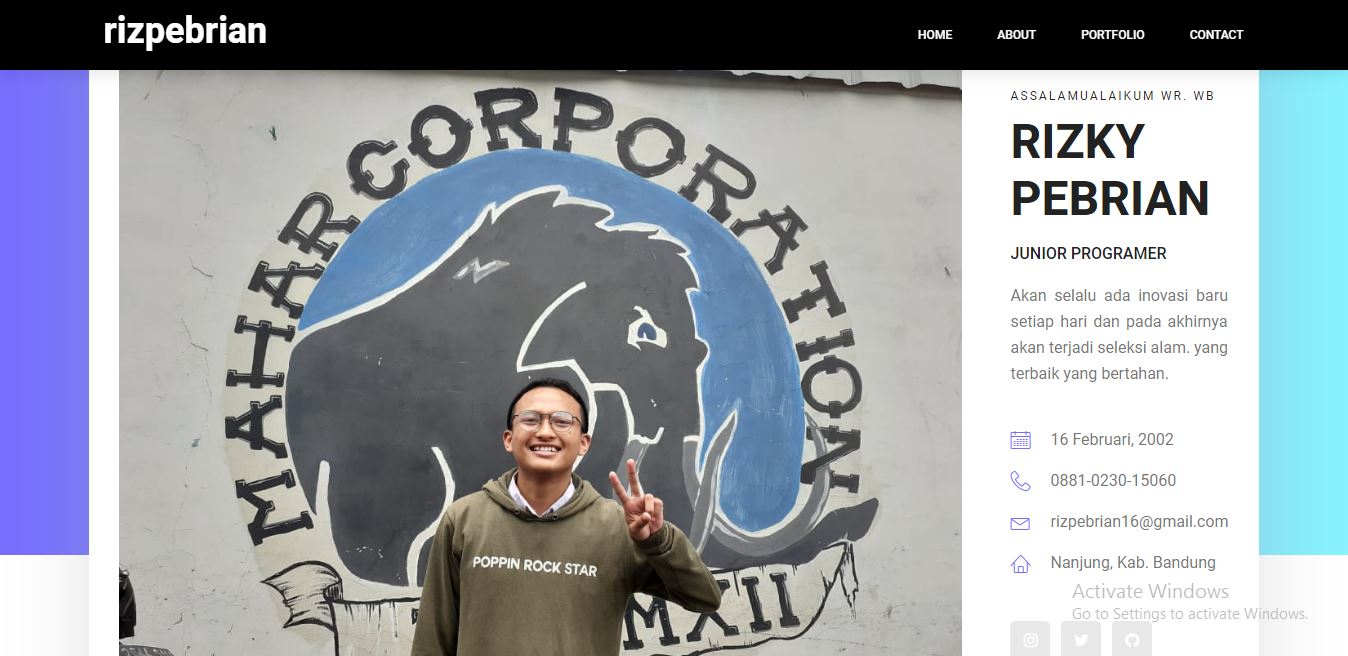 rizpebrian
HOME ABOUT PORTFOLIO CONTACT
MAHAR CORPORATION
MXII
POPPIN ROCK STAR
ASSALAMUALAIKUM WR. WB
RIZKY
PEBRIAN
JUNIOR PROGRAMER
Akan selalu ada inovasi baru
setiap hari dan pada akhirnya
akan terjadi seleksi alam. yang
terbaik yang bertahan.
16 Februari, 2002
0881-0230-15060
rizpebrian16@gmail.com
Nanjung, Kab. Bandung
Activate Windows
Go to Settings to activate Windows.